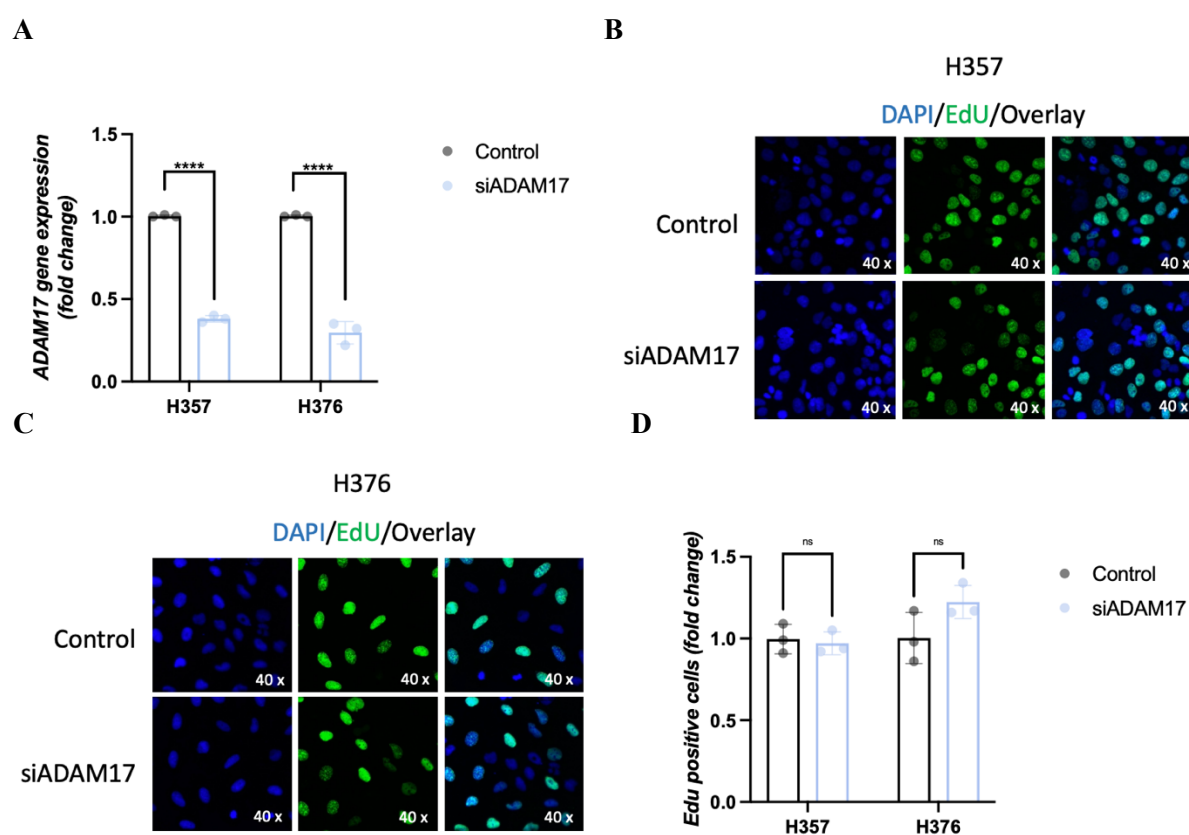 A
ADAM17 gene expression
(fold change)
1.5
1.0
0.5
0.0
****
****
H357
H376
Control
siADAM17
B
H357
DAPI/EdU/Overlay
Control
40 x
40 x
40 x
siADAM17
40 x
40 x
40 x
C
H376
DAPI/EdU/Overlay
Control
40 x
40 x
40 x
siADAM17
40 x
40 x
40 x
D
Edu positive cells (fold change)
1.5
1.0
0.5
0.0
ns
ns
H357
H376
Control
siADAM17